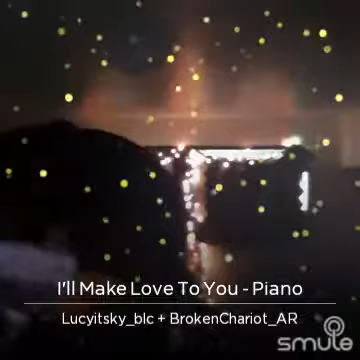 I'll Make Love To You - Piano
Lucyitsky_blc + BrokenChariot_AR
smule